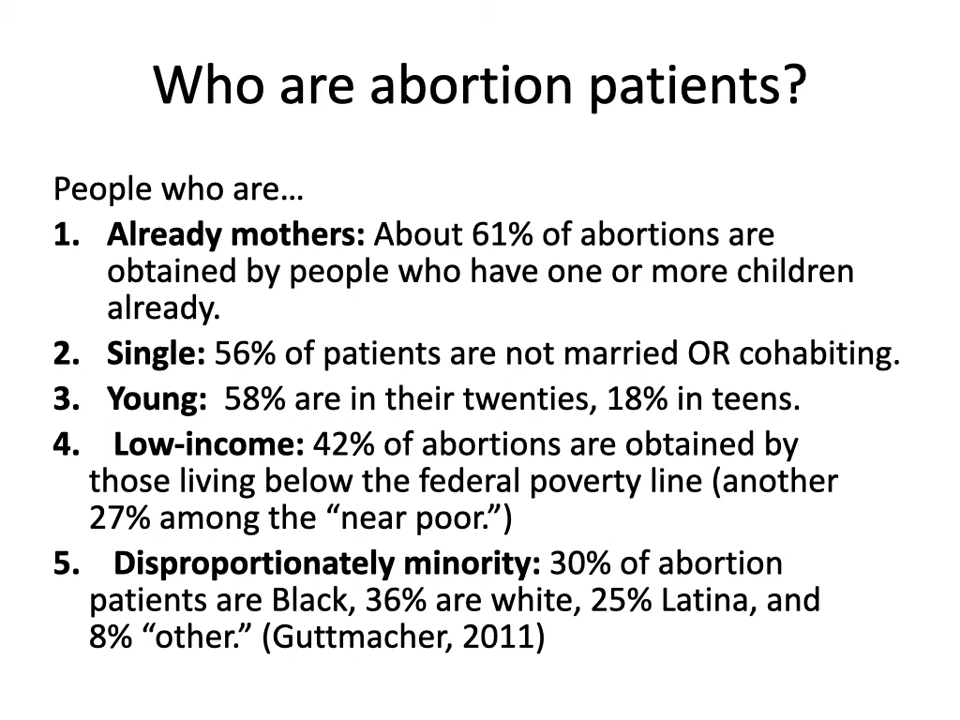 Who are abortion patients?
People who are…
1. Already mothers: About 61% of abortions are
obtained by people who have one or more children
already.
2. Single: 56% of patients are not married OR cohabiting.
3. Young: 58% are in their twenties, 18% in teens.
4. Low-income: 42% of abortions are obtained by
those living below the federal poverty line (another
27% among the “near poor.”)
5. Disproportionately minority: 30% of abortion
patients are Black, 36% are white, 25% Latina, and
8% “other.” (Guttmacher, 2011)